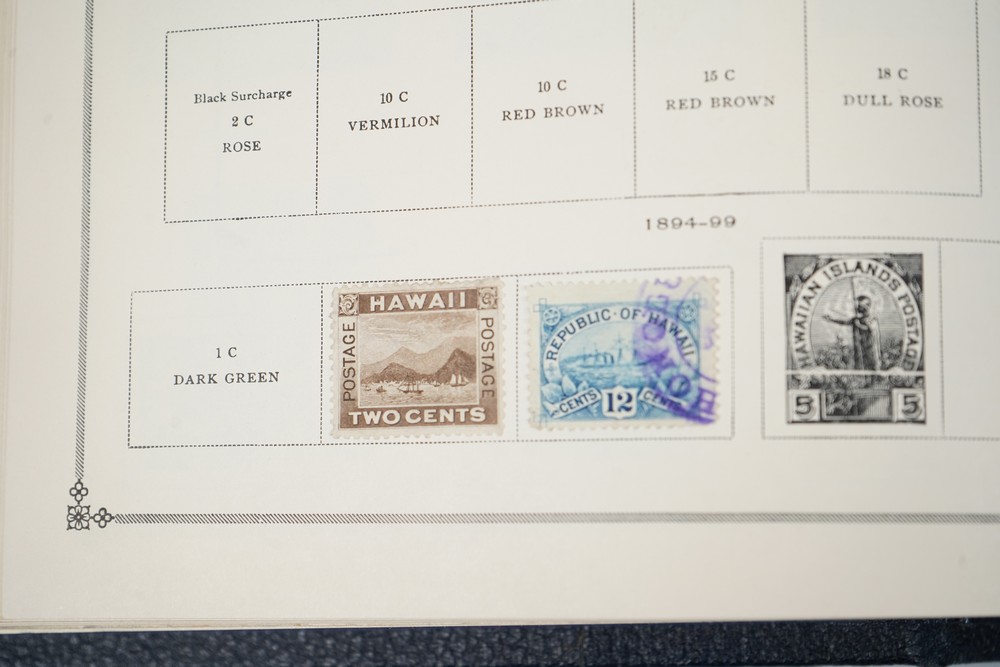 Black Surcharge
2 C
ROSE
10 C
VERMILION
10 C
RED BROWN
15 C
RED BROWN
18 C
DULL ROSE
1894-99
1 C
DARK GREEN
HAWAII
POSTAGE
POSTAGE
TWO CENTS
REPUBLIC · OF · HAWAII
CENTS 12 CENTS
HAWAIIAN ISLANDS POSTAGE
5 5